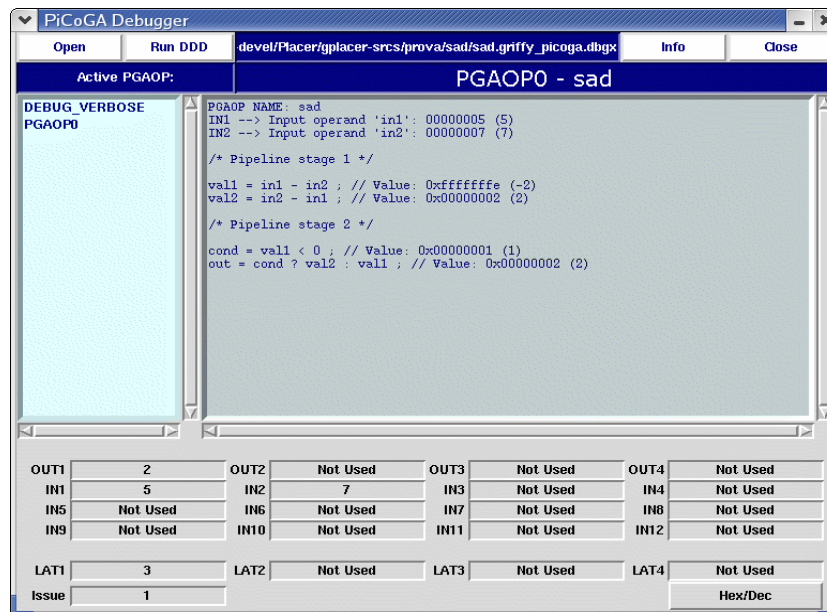 PiCoGA Debugger
Open Run DDD devel/Placer/gplacer-srcs/prova/sad/sad.griffy_picoga.dbgx Info Close
Active PGAOP: PGAOP0 - sad
DEBUG_VERBOSE
PGAOP0
PGAOP NAME: sad
IN1 --> Input operand 'in1': 00000005 (5)
IN2 --> Input operand 'in2': 00000007 (7)
/* Pipeline stage 1 */
val1 = in1 - in2 ; // Value: 0xfffffffe (-2)
val2 = in2 - in1 ; // Value: 0x00000002 (2)
/* Pipeline stage 2 */
cond = val1 < 0 ; // Value: 0x00000001 (1)
out = cond ? val2 : val1 ; // Value: 0x00000002 (2)
OUT1 2 OUT2 Not Used OUT3 Not Used OUT4 Not Used
IN1 5 IN2 7 IN3 Not Used IN4 Not Used
IN5 Not Used IN6 Not Used IN7 Not Used IN8 Not Used
IN9 Not Used IN10 Not Used IN11 Not Used IN12 Not Used
LAT1 3 LAT2 Not Used LAT3 Not Used LAT4 Not Used
Issue 1 Hex/Dec